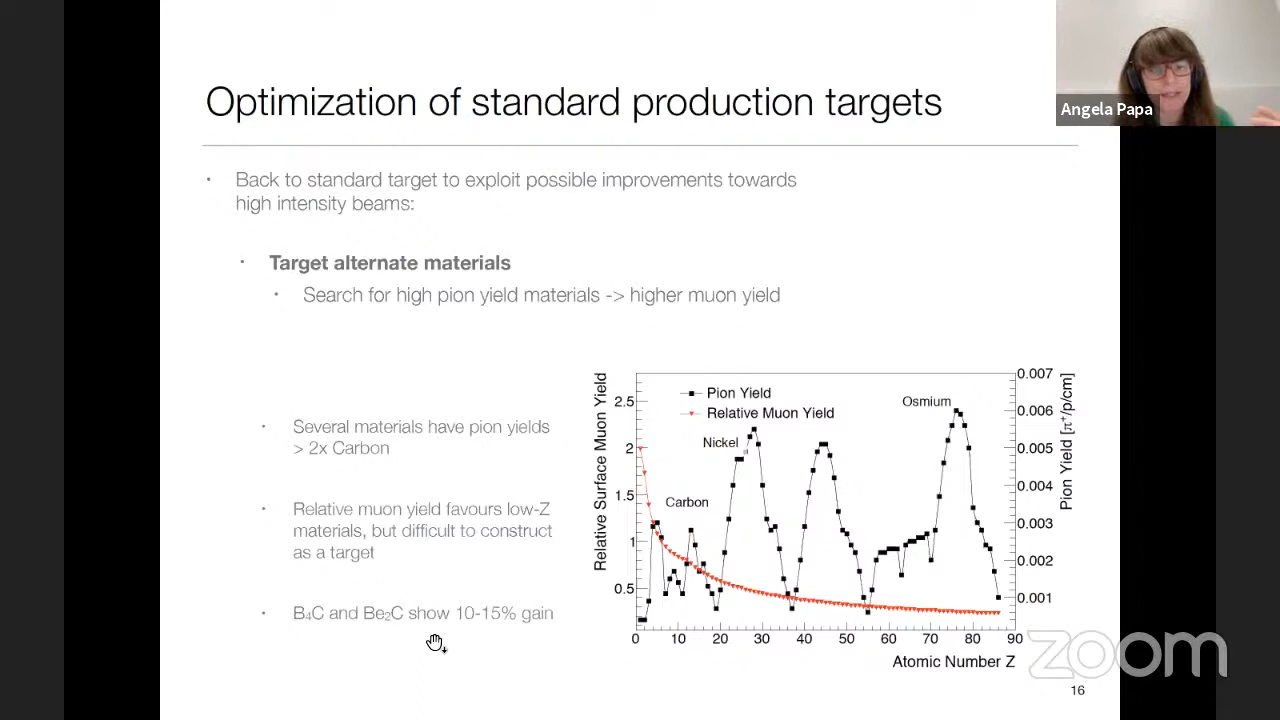 Optimization of standard production targets
Angela Papa
• Back to standard target to exploit possible improvements towards
high intensity beams:
• Target alternate materials
• Search for high pion yield materials -> higher muon yield
• Several materials have pion yields
> 2x Carbon
• Relative muon yield favours low-Z
materials, but difficult to construct
as a target
• B₄C and Be₂C show 10-15% gain
Relative Surface Muon Yield
2.5
2
1.5
1
0.5
Pion Yield
Relative Muon Yield
Carbon
Nickel
Osmium
0.007
0.006
0.005
0.004
0.003
0.002
0.001
Pion Yield [π⁺/p/cm]
0 10 20 30 40 50 60 70 80 90
Atomic Number Z
zoom
16